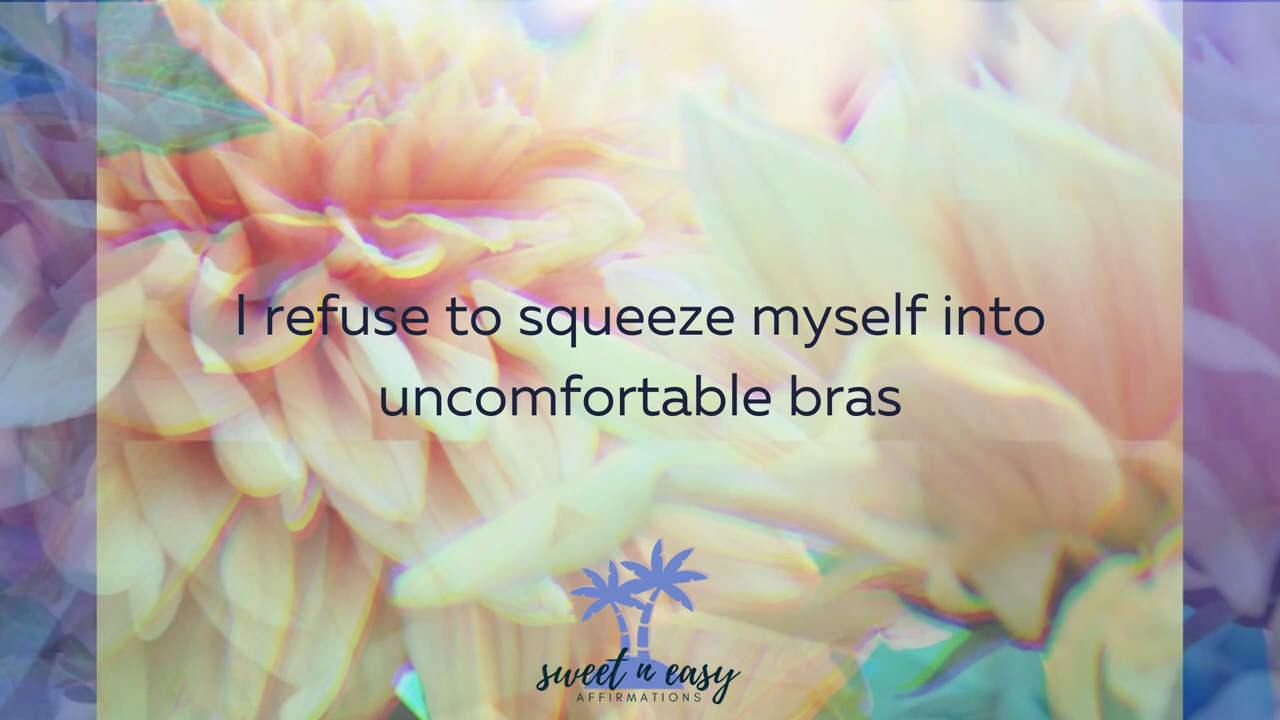 I refuse to squeeze myself into
uncomfortable bras
sweet n easy
AFFIRMATIONS